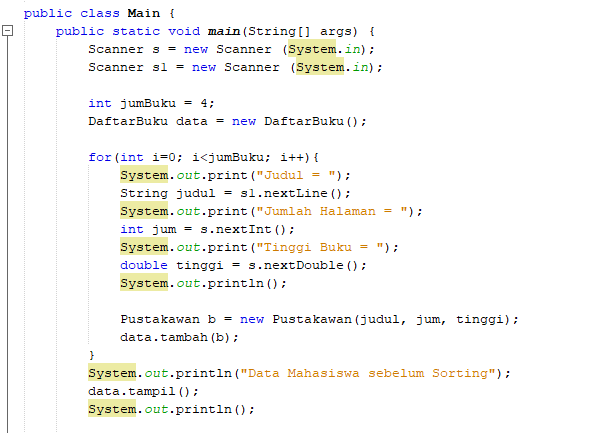 public class Main {
public static void main(String[] args) {
Scanner s = new Scanner (System.in);
Scanner s1 = new Scanner (System.in);
int jumBuku = 4;
DaftarBuku data = new DaftarBuku();
for(int i=0; i<jumBuku; i++){
System.out.print("Judul = ");
String judul = s1.nextLine();
System.out.print("Jumlah Halaman = ");
int jum = s.nextInt();
System.out.print("Tinggi Buku = ");
double tinggi = s.nextDouble();
System.out.println();
Pustakawan b = new Pustakawan(judul, jum, tinggi);
data.tambah(b);
}
System.out.println("Data Mahasiswa sebelum Sorting");
data.tampil();
System.out.println();